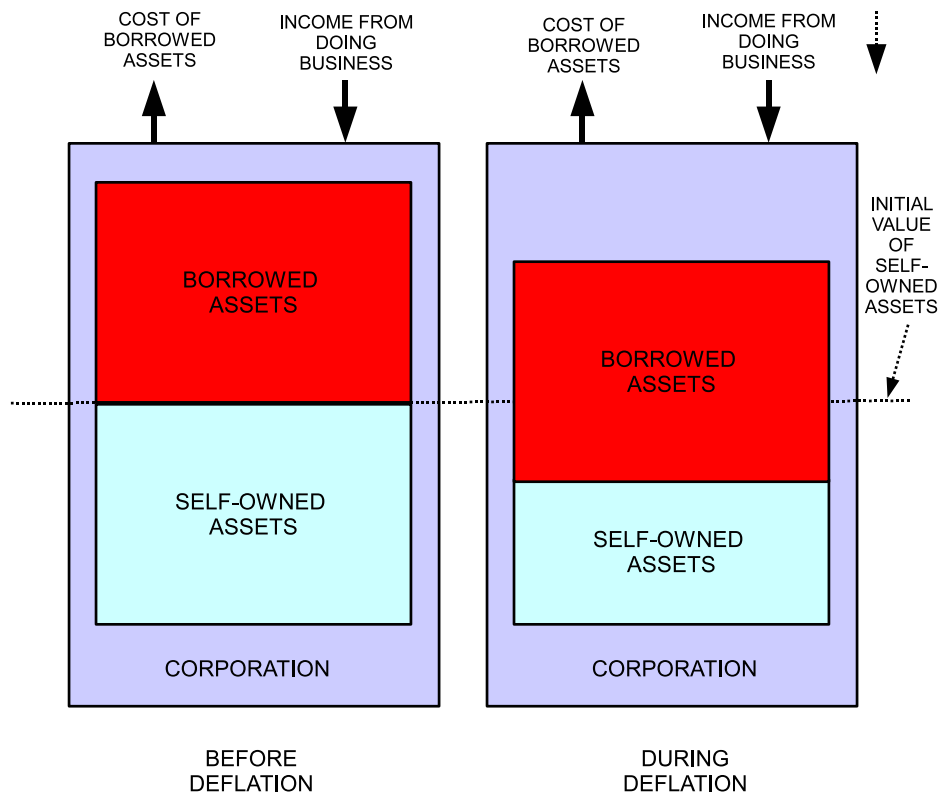 COST OF
BORROWED
ASSETS
INCOME FROM
DOING
BUSINESS
COST OF
BORROWED
ASSETS
INCOME FROM
DOING
BUSINESS
BORROWED
ASSETS
SELF-OWNED
ASSETS
CORPORATION
BORROWED
ASSETS
SELF-OWNED
ASSETS
CORPORATION
INITIAL
VALUE
OF
SELF-
OWNED
ASSETS
BEFORE
DEFLATION
DURING
DEFLATION